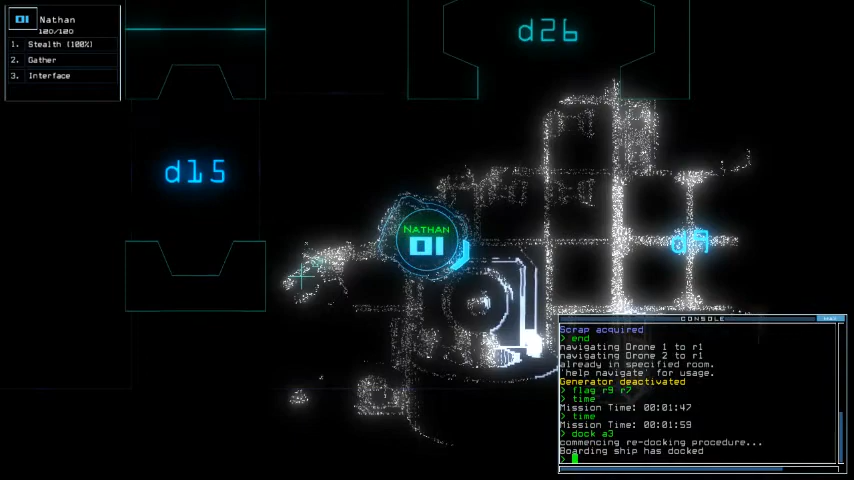 01 Nathan
120/120
1. Stealth (100%)
2. Gather
3. Interface
d26
d15
NATHAN
01
CONSOLE
Scrap acquired
> end
navigating Drone 1 to r1
navigating Drone 2 to r1
already in specified room.
'help navigate' for usage.
Generator deactivated
> flag r9 r7
> time
Mission Time: 00:01:47
> time
Mission Time: 00:01:59
> dock a3
commencing re-docking procedure...
Boarding ship has docked
>